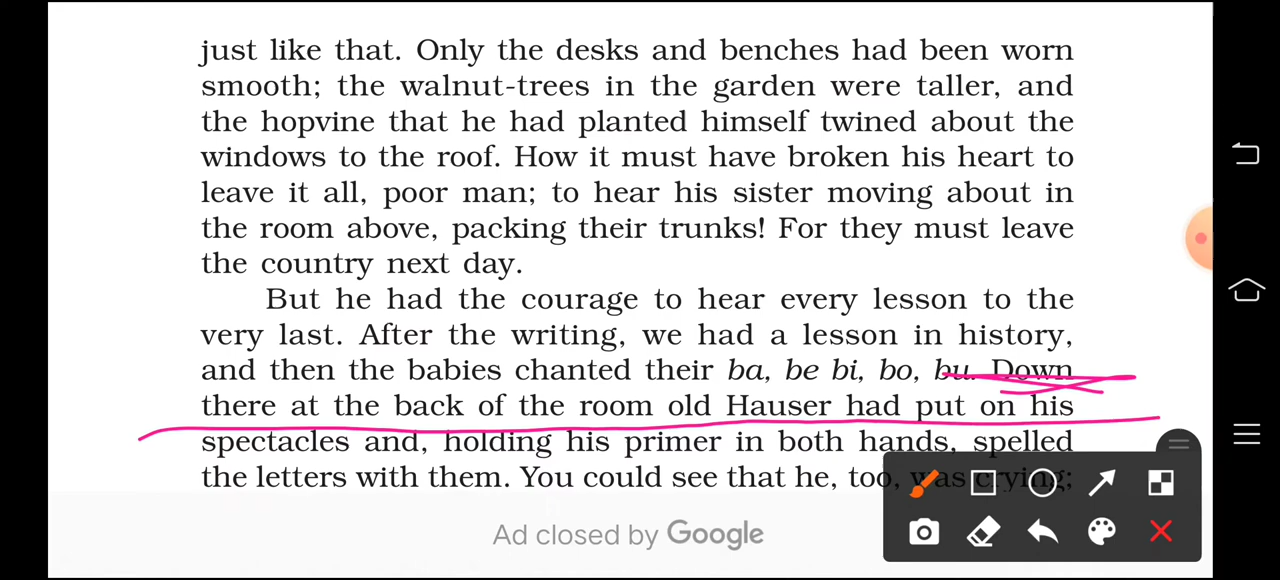 just like that. Only the desks and benches had been worn
smooth; the walnut-trees in the garden were taller, and
the hopvine that he had planted himself twined about the
windows to the roof. How it must have broken his heart to
leave it all, poor man; to hear his sister moving about in
the room above, packing their trunks! For they must leave
the country next day.
But he had the courage to hear every lesson to the
very last. After the writing, we had a lesson in history,
and then the babies chanted their ba, be bi, bo, bu. Down
there at the back of the room old Hauser had put on his
spectacles and, holding his primer in both hands, spelled
the letters with them. You could see that he, too, was crying;
Ad closed by Google